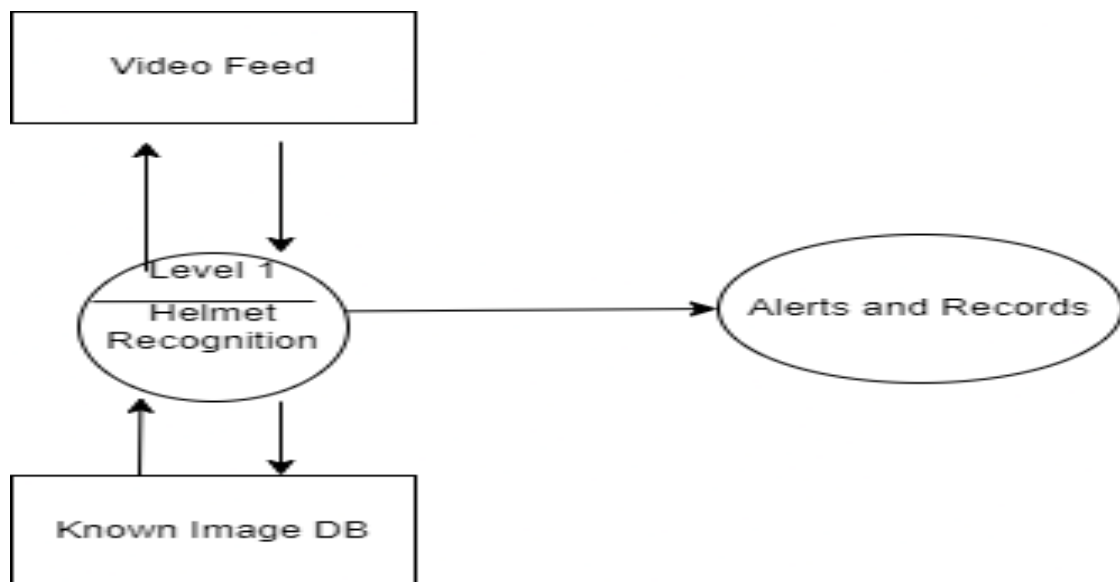 Video Feed
Level 1
Helmet
Recognition
Alerts and Records
Known Image DB